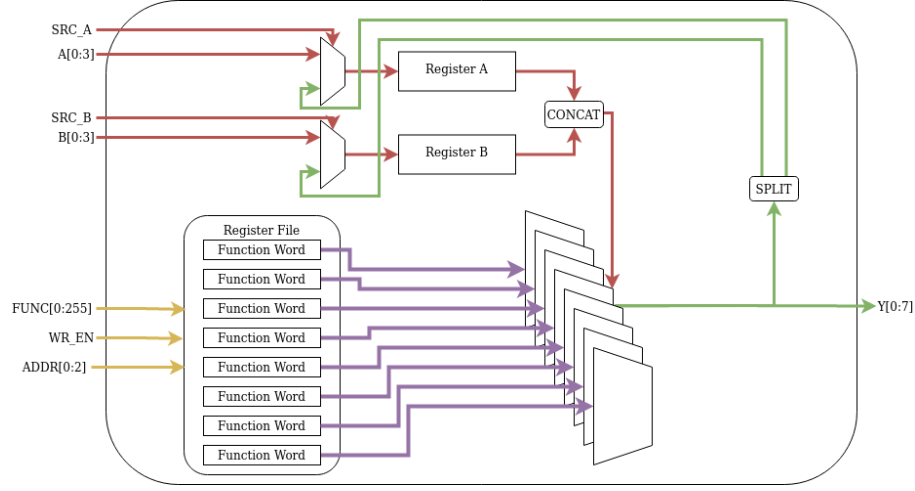 SRC_A
A[0:3]
Register A
CONCAT
SRC_B
B[0:3]
Register B
SPLIT
Register File
Function Word
Function Word
FUNC[0:255]
Function Word
Y[0:7]
WR_EN
Function Word
ADDR[0:2]
Function Word
Function Word
Function Word
Function Word